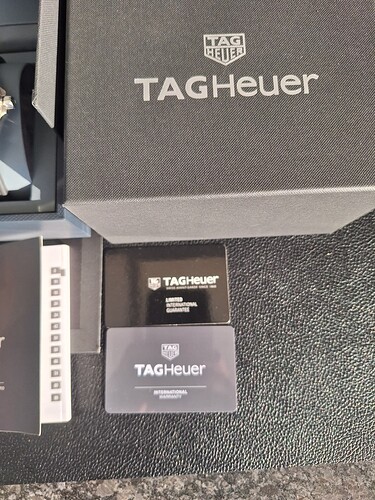 TAG
HEUER
TAGHeuer
TAGHeuer
LIMITED
INTERNATIONAL
GUARANTEE
TAG
HEUER
TAGHeuer
INTERNATIONAL
WARRANTY